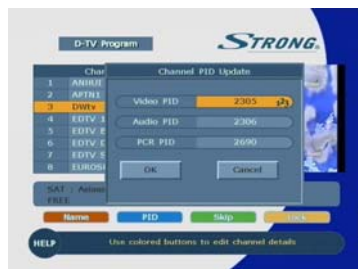 D-TV Program
STRONG.
Char
1 ANIRUI
2 APTN1
3 DWtv
4 EDTV 1
5 EDTV
6 EDTV
7 EDTV
8 EUROS
Channel PID Update
Video PID 2305
Audio PID 2306
PCR PID 2690
OK Cancel
SAT :
FREE
Name PID Skip Lock
HELP Use colored buttons to edit channel details